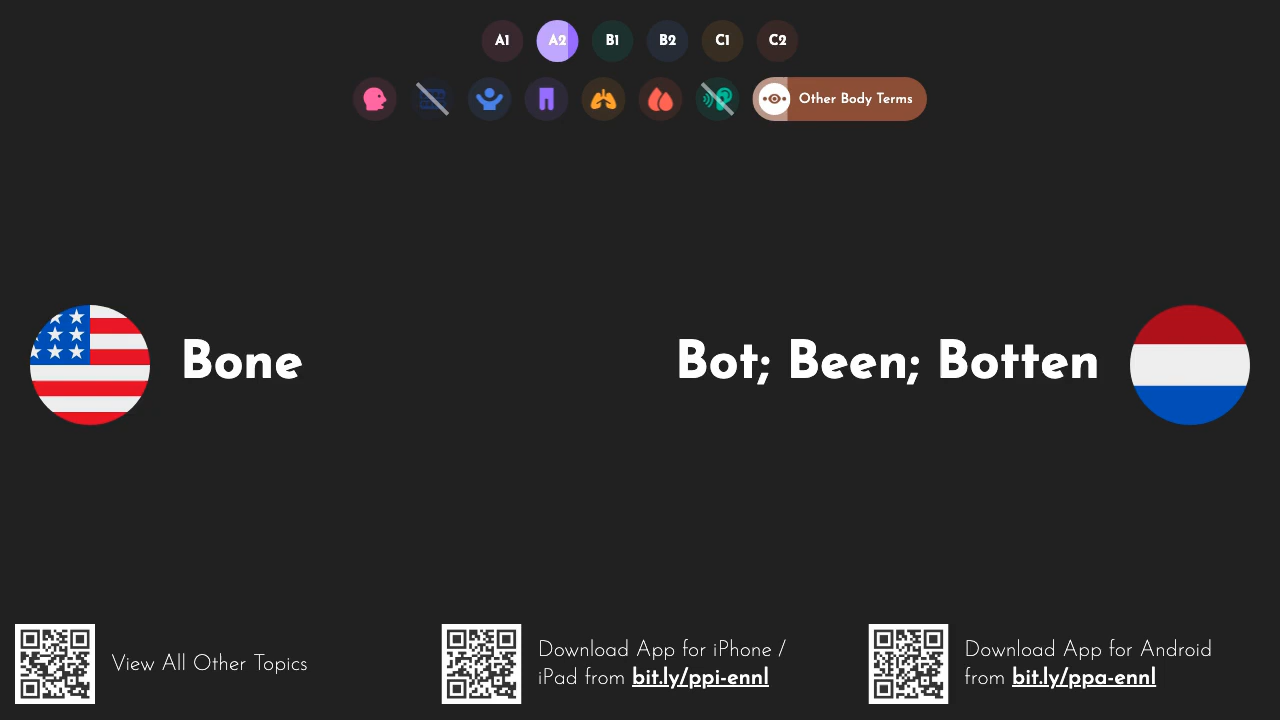 A1 A2 B1 B2 C1 C2
Other Body Terms
Bone
Bot; Been; Botten
View All Other Topics
Download App for iPhone /
iPad from bit.ly/ppi-ennl
Download App for Android
from bit.ly/ppa-ennl